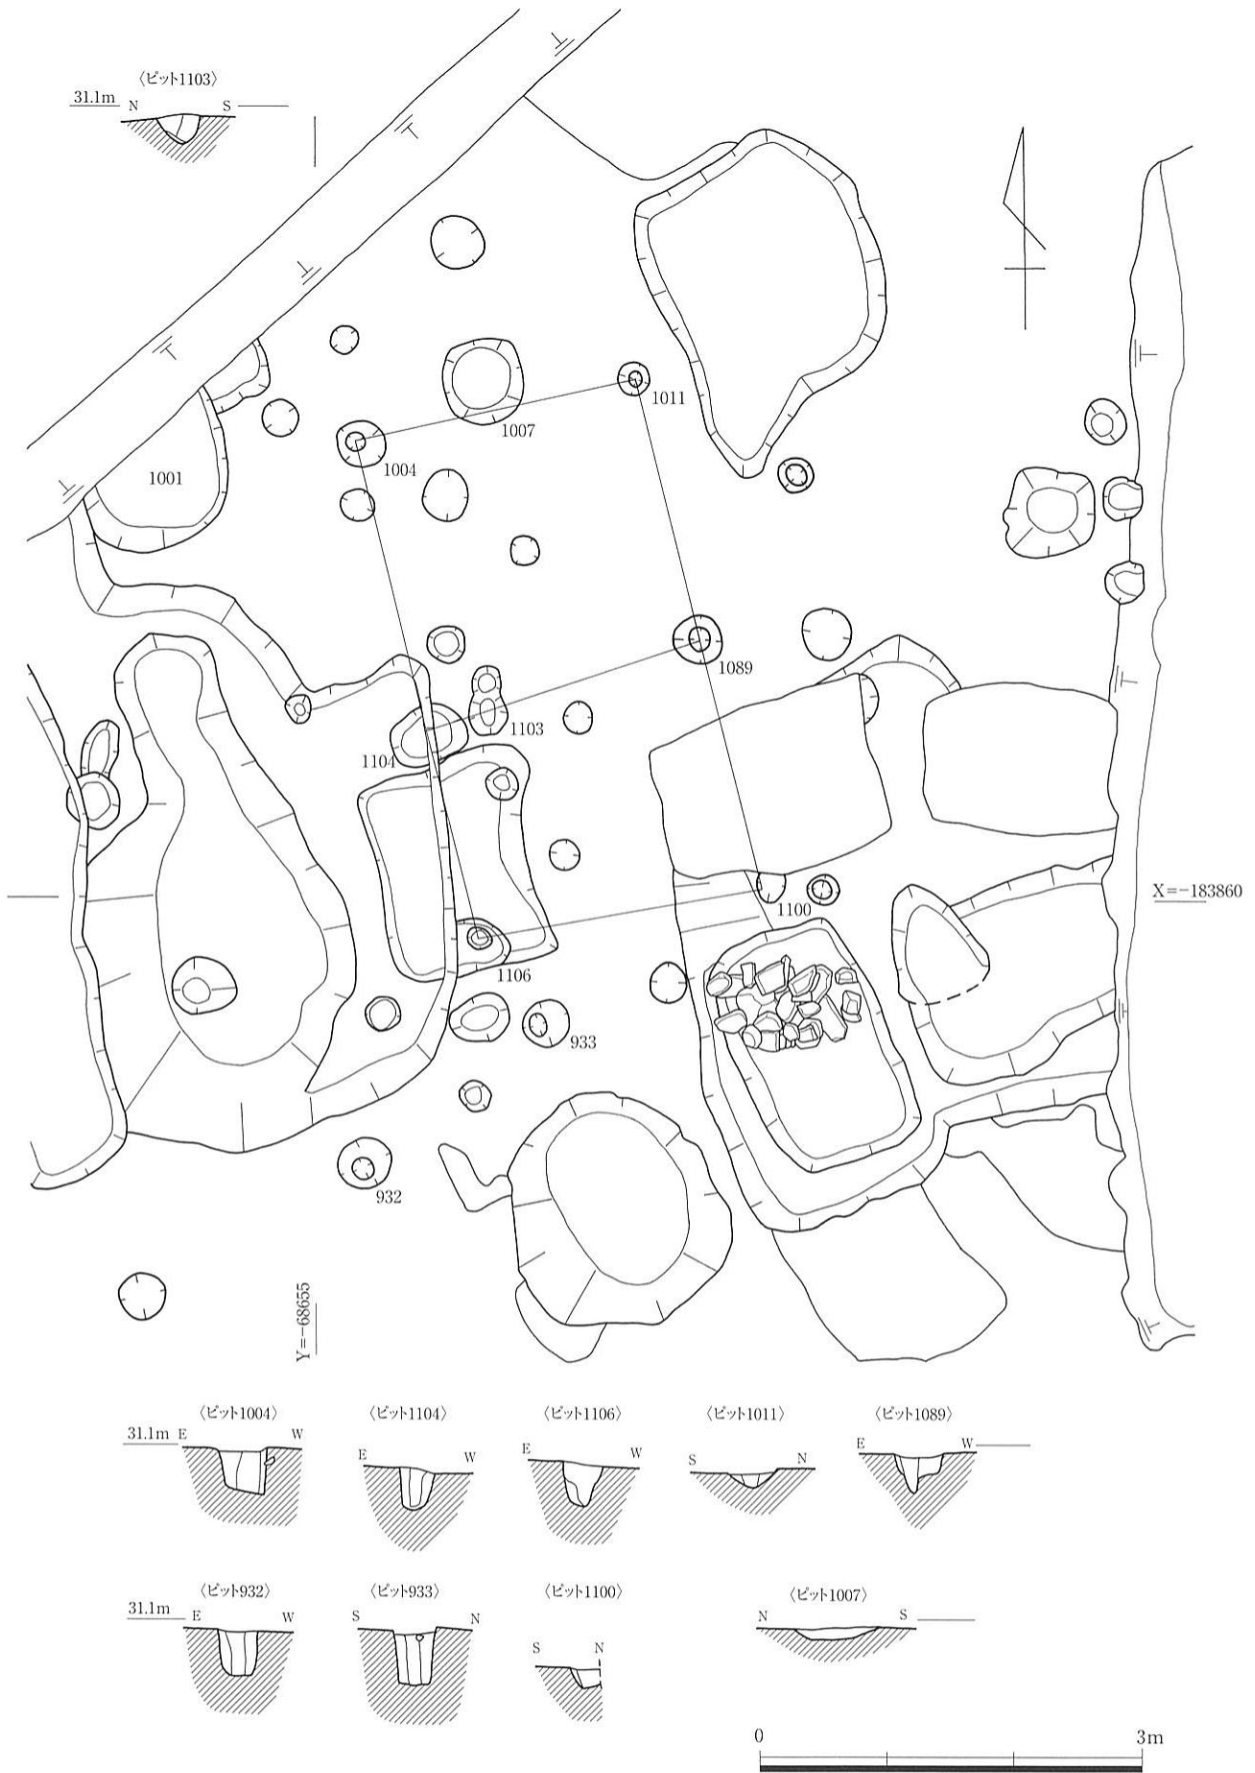 〈ピット1103〉
31.1m N S
1011
1007
1004
1001
1089
1103
1104
X=-183860
1100
1106
933
932
Y=-68655
〈ピット1004〉 〈ピット1104〉 〈ピット1106〉 〈ピット1011〉 〈ピット1089〉
31.1m E W E W E W S N E W
〈ピット932〉 〈ピット933〉 〈ピット1100〉 〈ピット1007〉
31.1m E W S N S N N S
0 3m